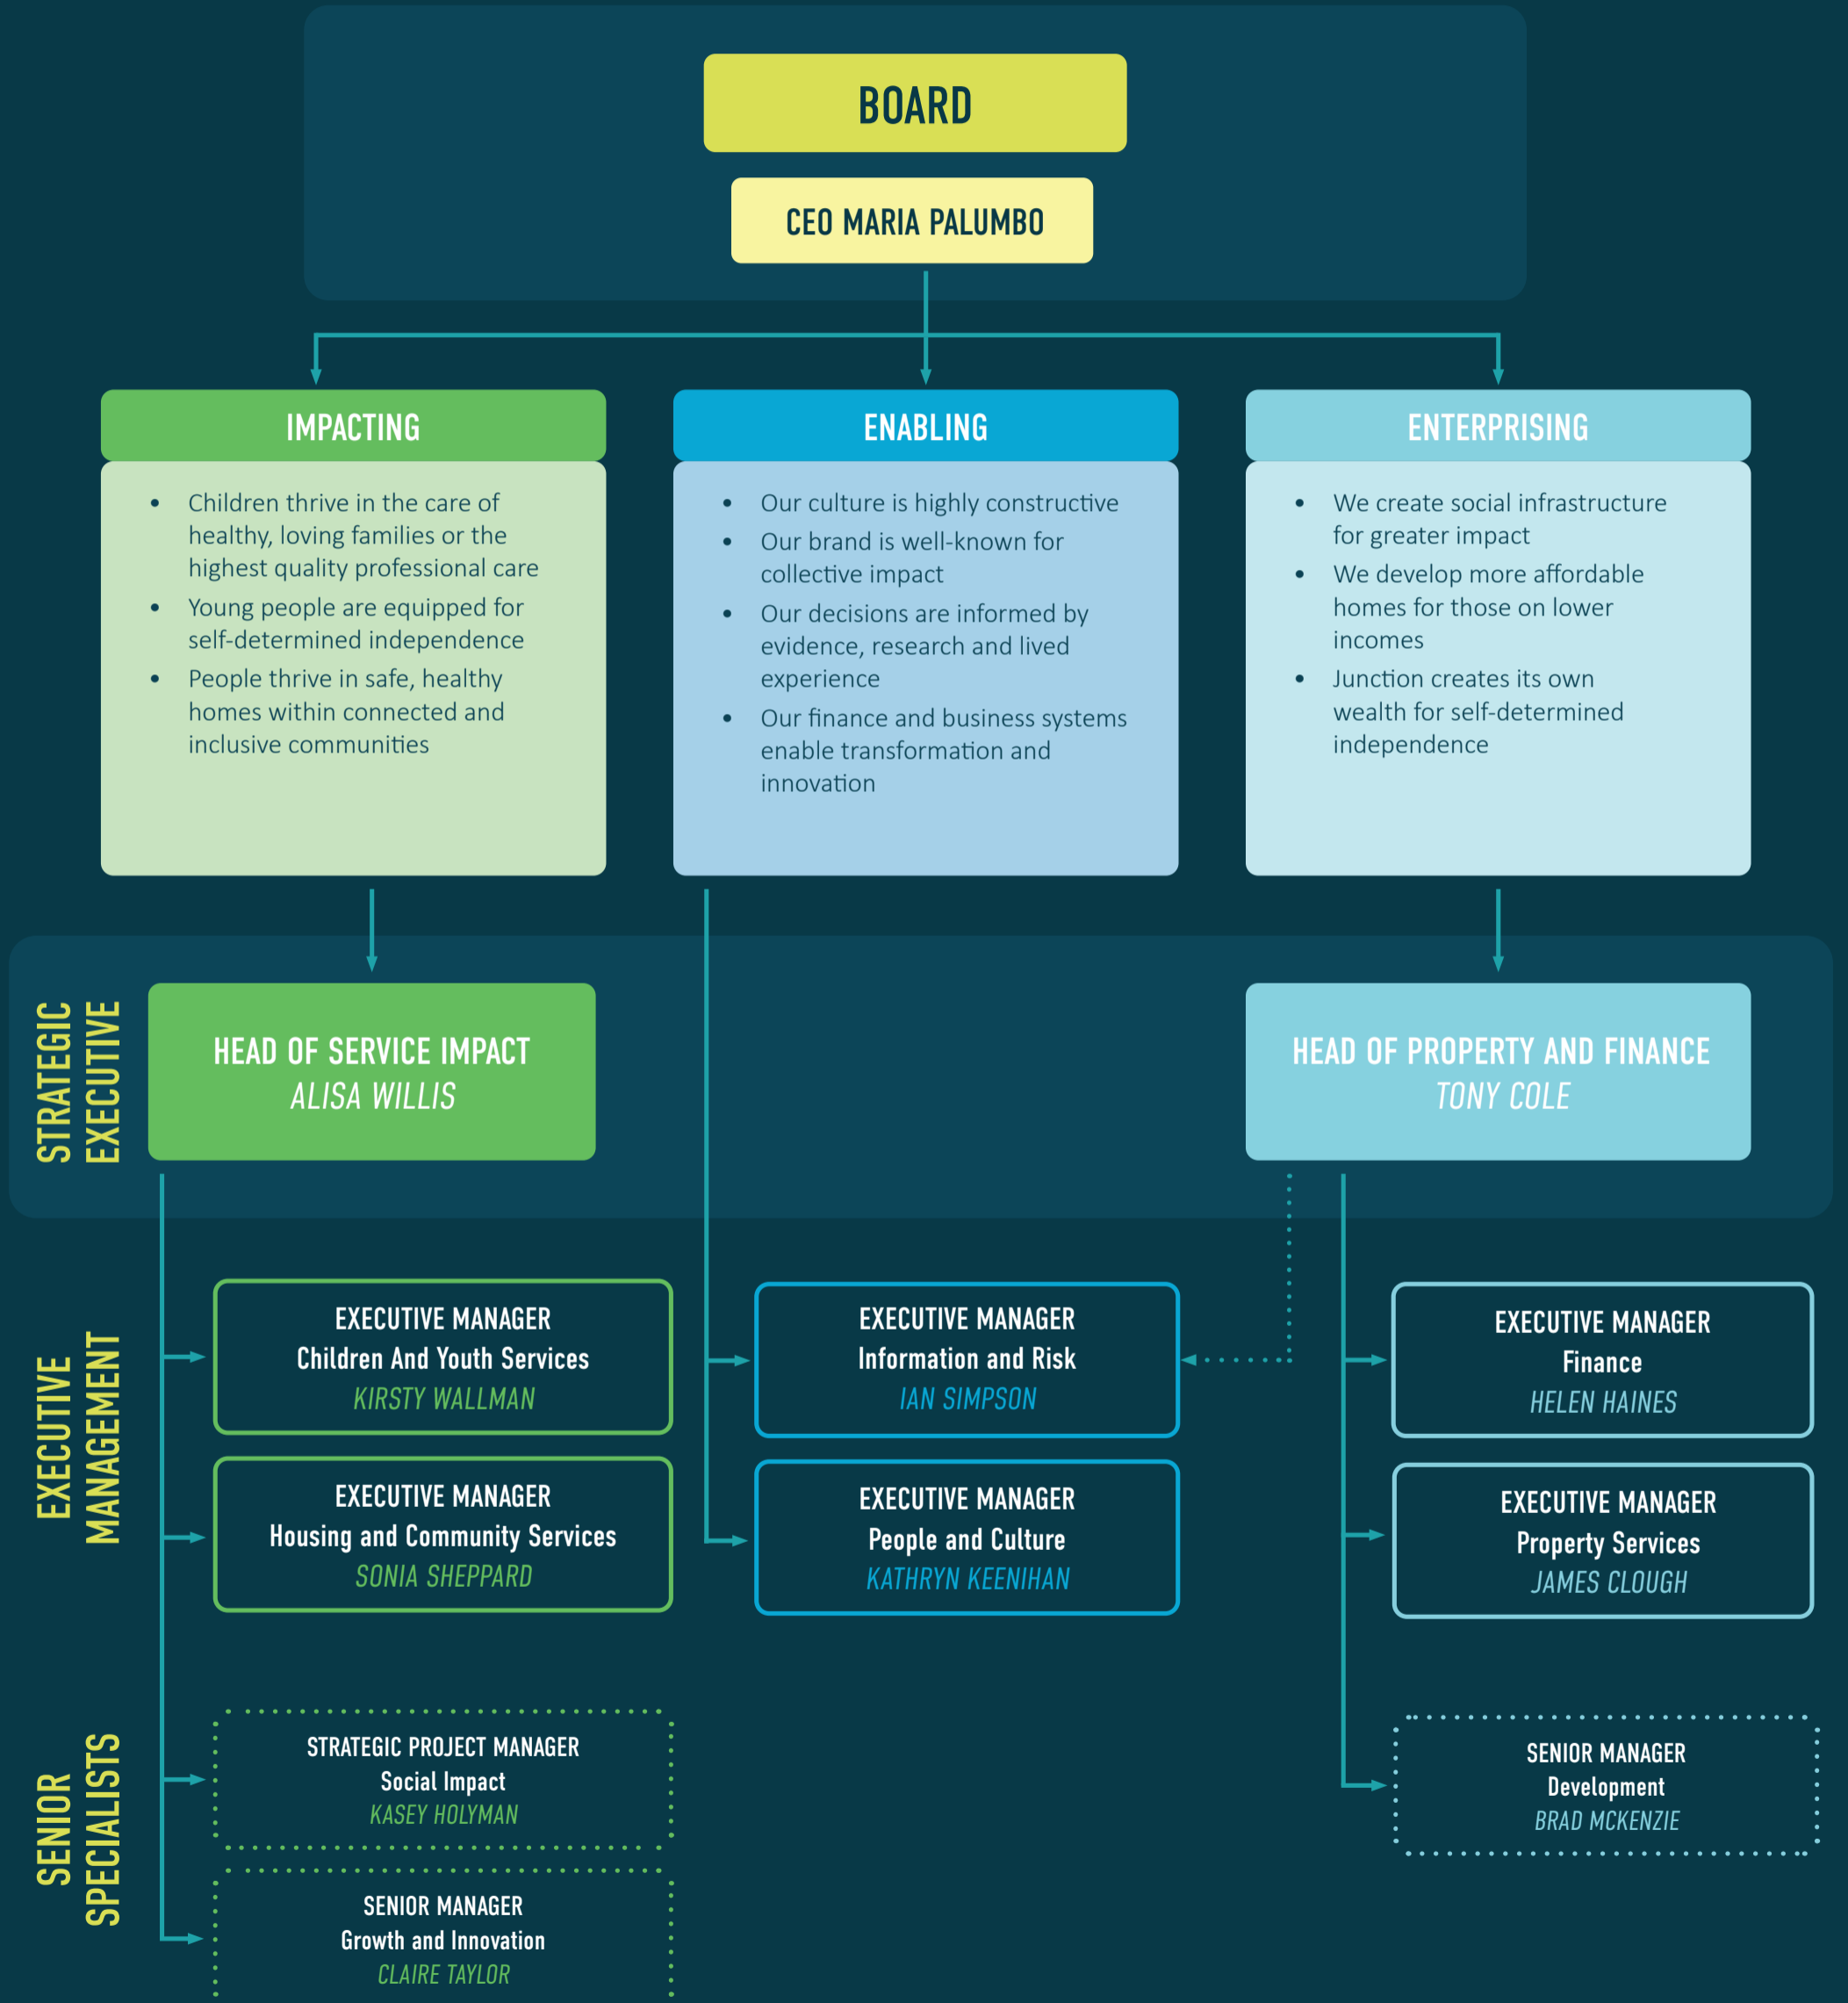 BOARD
CEO MARIA PALUMBO
IMPACTING
• Children thrive in the care of
healthy, loving families or the
highest quality professional care
• Young people are equipped for
self-determined independence
• People thrive in safe, healthy
homes within connected and
inclusive communities
ENABLING
• Our culture is highly constructive
• Our brand is well-known for
collective impact
• Our decisions are informed by
evidence, research and lived
experience
• Our finance and business systems
enable transformation and
innovation
ENTERPRISING
• We create social infrastructure
for greater impact
• We develop more affordable
homes for those on lower
incomes
• Junction creates its own
wealth for self-determined
independence
STRATEGIC
EXECUTIVE
HEAD OF SERVICE IMPACT
ALISA WILLIS
HEAD OF PROPERTY AND FINANCE
TONY COLE
EXECUTIVE
MANAGEMENT
EXECUTIVE MANAGER
Children And Youth Services
KIRSTY WALLMAN
EXECUTIVE MANAGER
Housing and Community Services
SONIA SHEPPARD
EXECUTIVE MANAGER
Information and Risk
IAN SIMPSON
EXECUTIVE MANAGER
People and Culture
KATHRYN KEENIHAN
EXECUTIVE MANAGER
Finance
HELEN HAINES
EXECUTIVE MANAGER
Property Services
JAMES CLOUGH
SENIOR
SPECIALISTS
STRATEGIC PROJECT MANAGER
Social Impact
KASEY HOLYMAN
SENIOR MANAGER
Growth and Innovation
CLAIRE TAYLOR
SENIOR MANAGER
Development
BRAD MCKENZIE